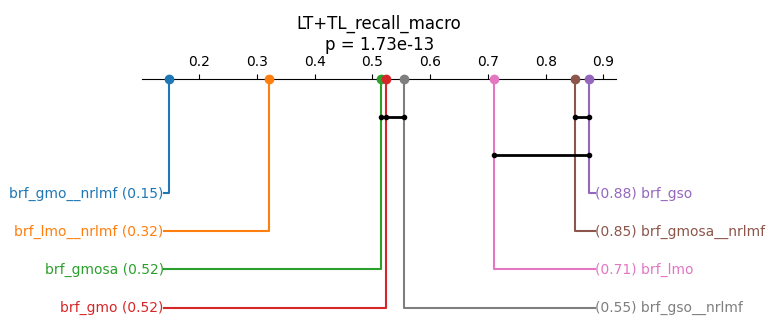 LT+TL_recall_macro
p = 1.73e-13
0.2 0.3 0.4 0.5 0.6 0.7 0.8 0.9
brf_gmo__nrlmf (0.15) (0.88) brf_gso
brf_lmo__nrlmf (0.32) (0.85) brf_gmosa__nrlmf
brf_gmosa (0.52) (0.71) brf_lmo
brf_gmo (0.52) (0.55) brf_gso__nrlmf